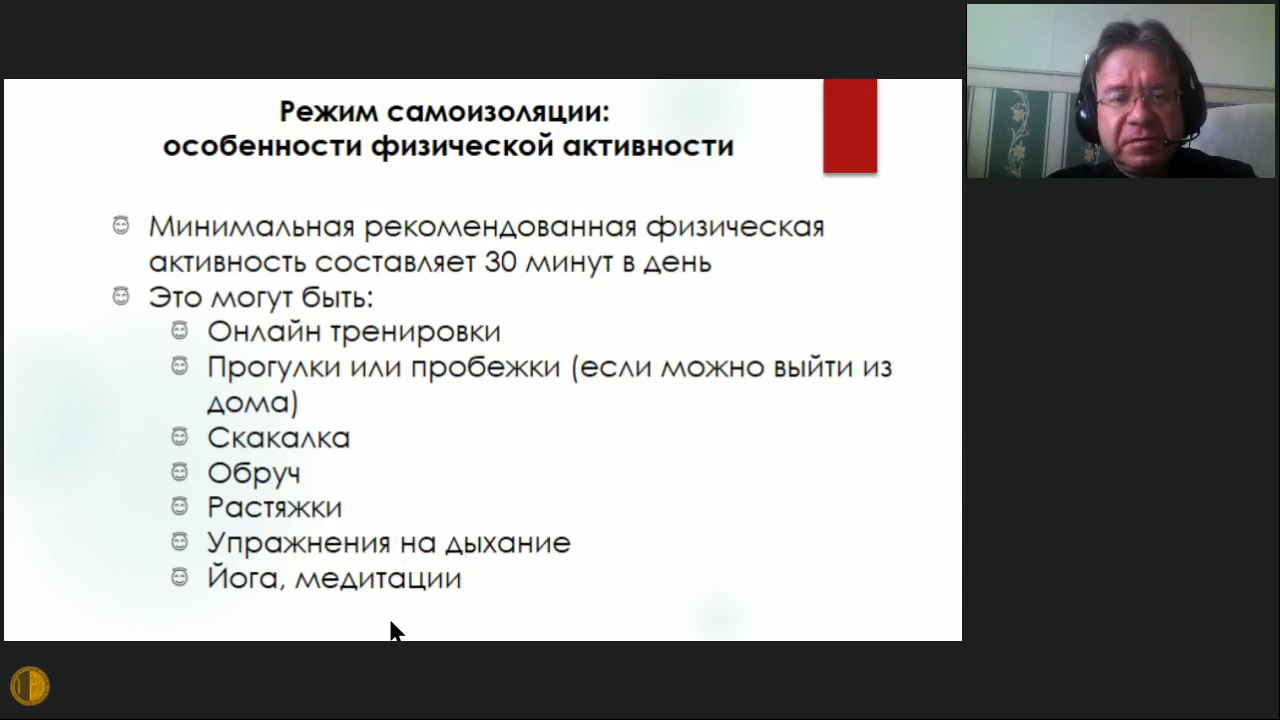 Режим самоизоляции:
особенности физической активности
Минимальная рекомендованная физическая
активность составляет 30 минут в день
Это могут быть:
Онлайн тренировки
Прогулки или пробежки (если можно выйти из
дома)
Скакалка
Обруч
Растяжки
Упражнения на дыхание
Йога, медитации